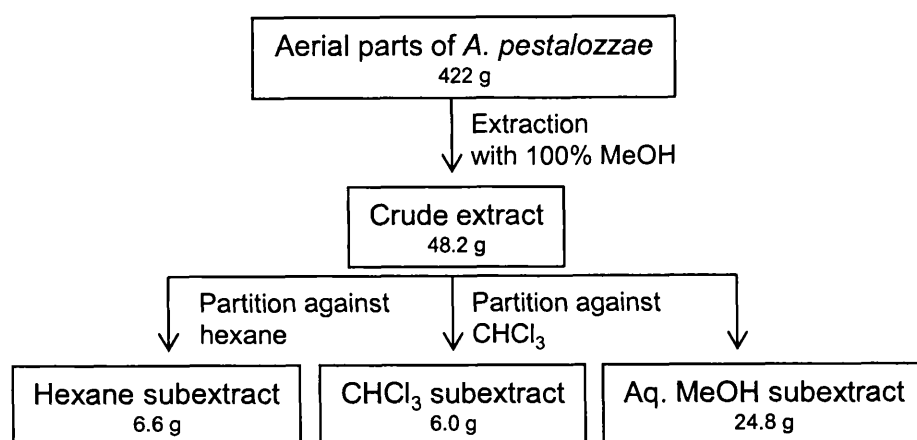 Aerial parts of A. pestalozzae
422 g
Extraction
with 100% MeOH
Crude extract
48.2 g
Partition against
hexane
Partition against
CHCl₃
Hexane subextract
6.6 g
CHCl₃ subextract
6.0 g
Aq. MeOH subextract
24.8 g